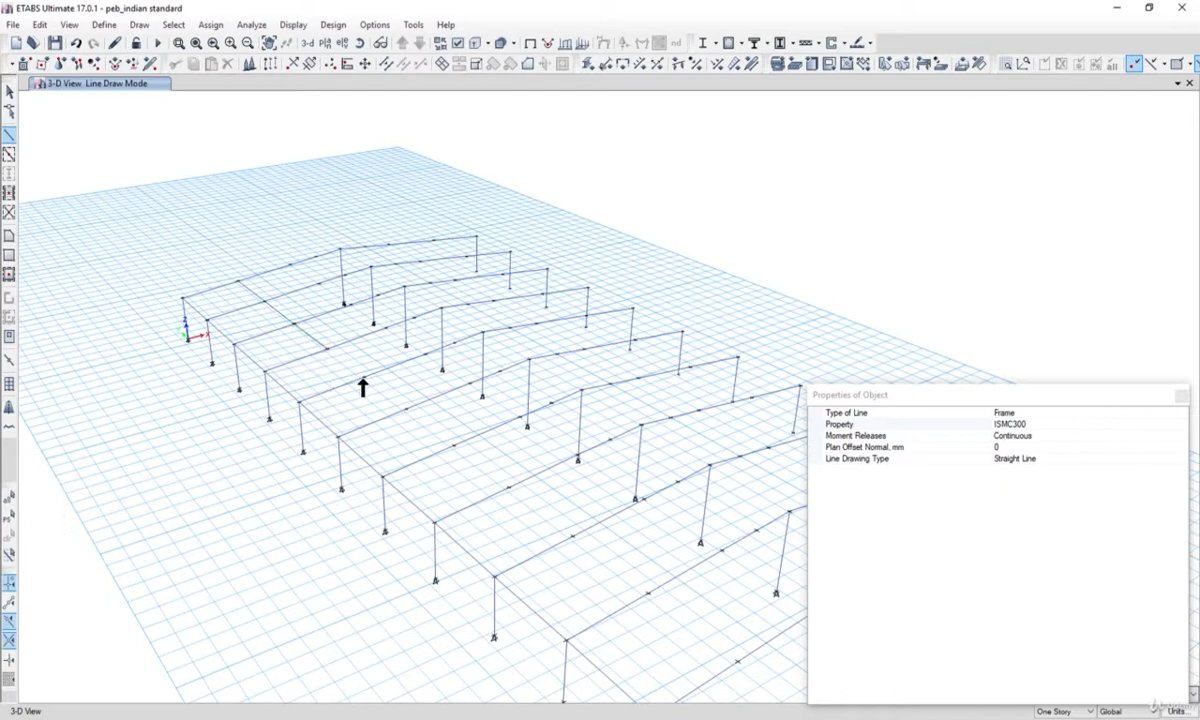 ETABS Ultimate 17.0.1 - peb_indian standard
File Edit View Define Draw Select Assign Analyze Display Design Options Tools Help
3-d
nd
3-D View Line Draw Mode
Z
X
Properties of Object
Type of Line Frame
Property ISMC300
Moment Releases Continuous
Plan Offset Normal, mm 0
Line Drawing Type Straight Line
3-D View One Story Global Units...